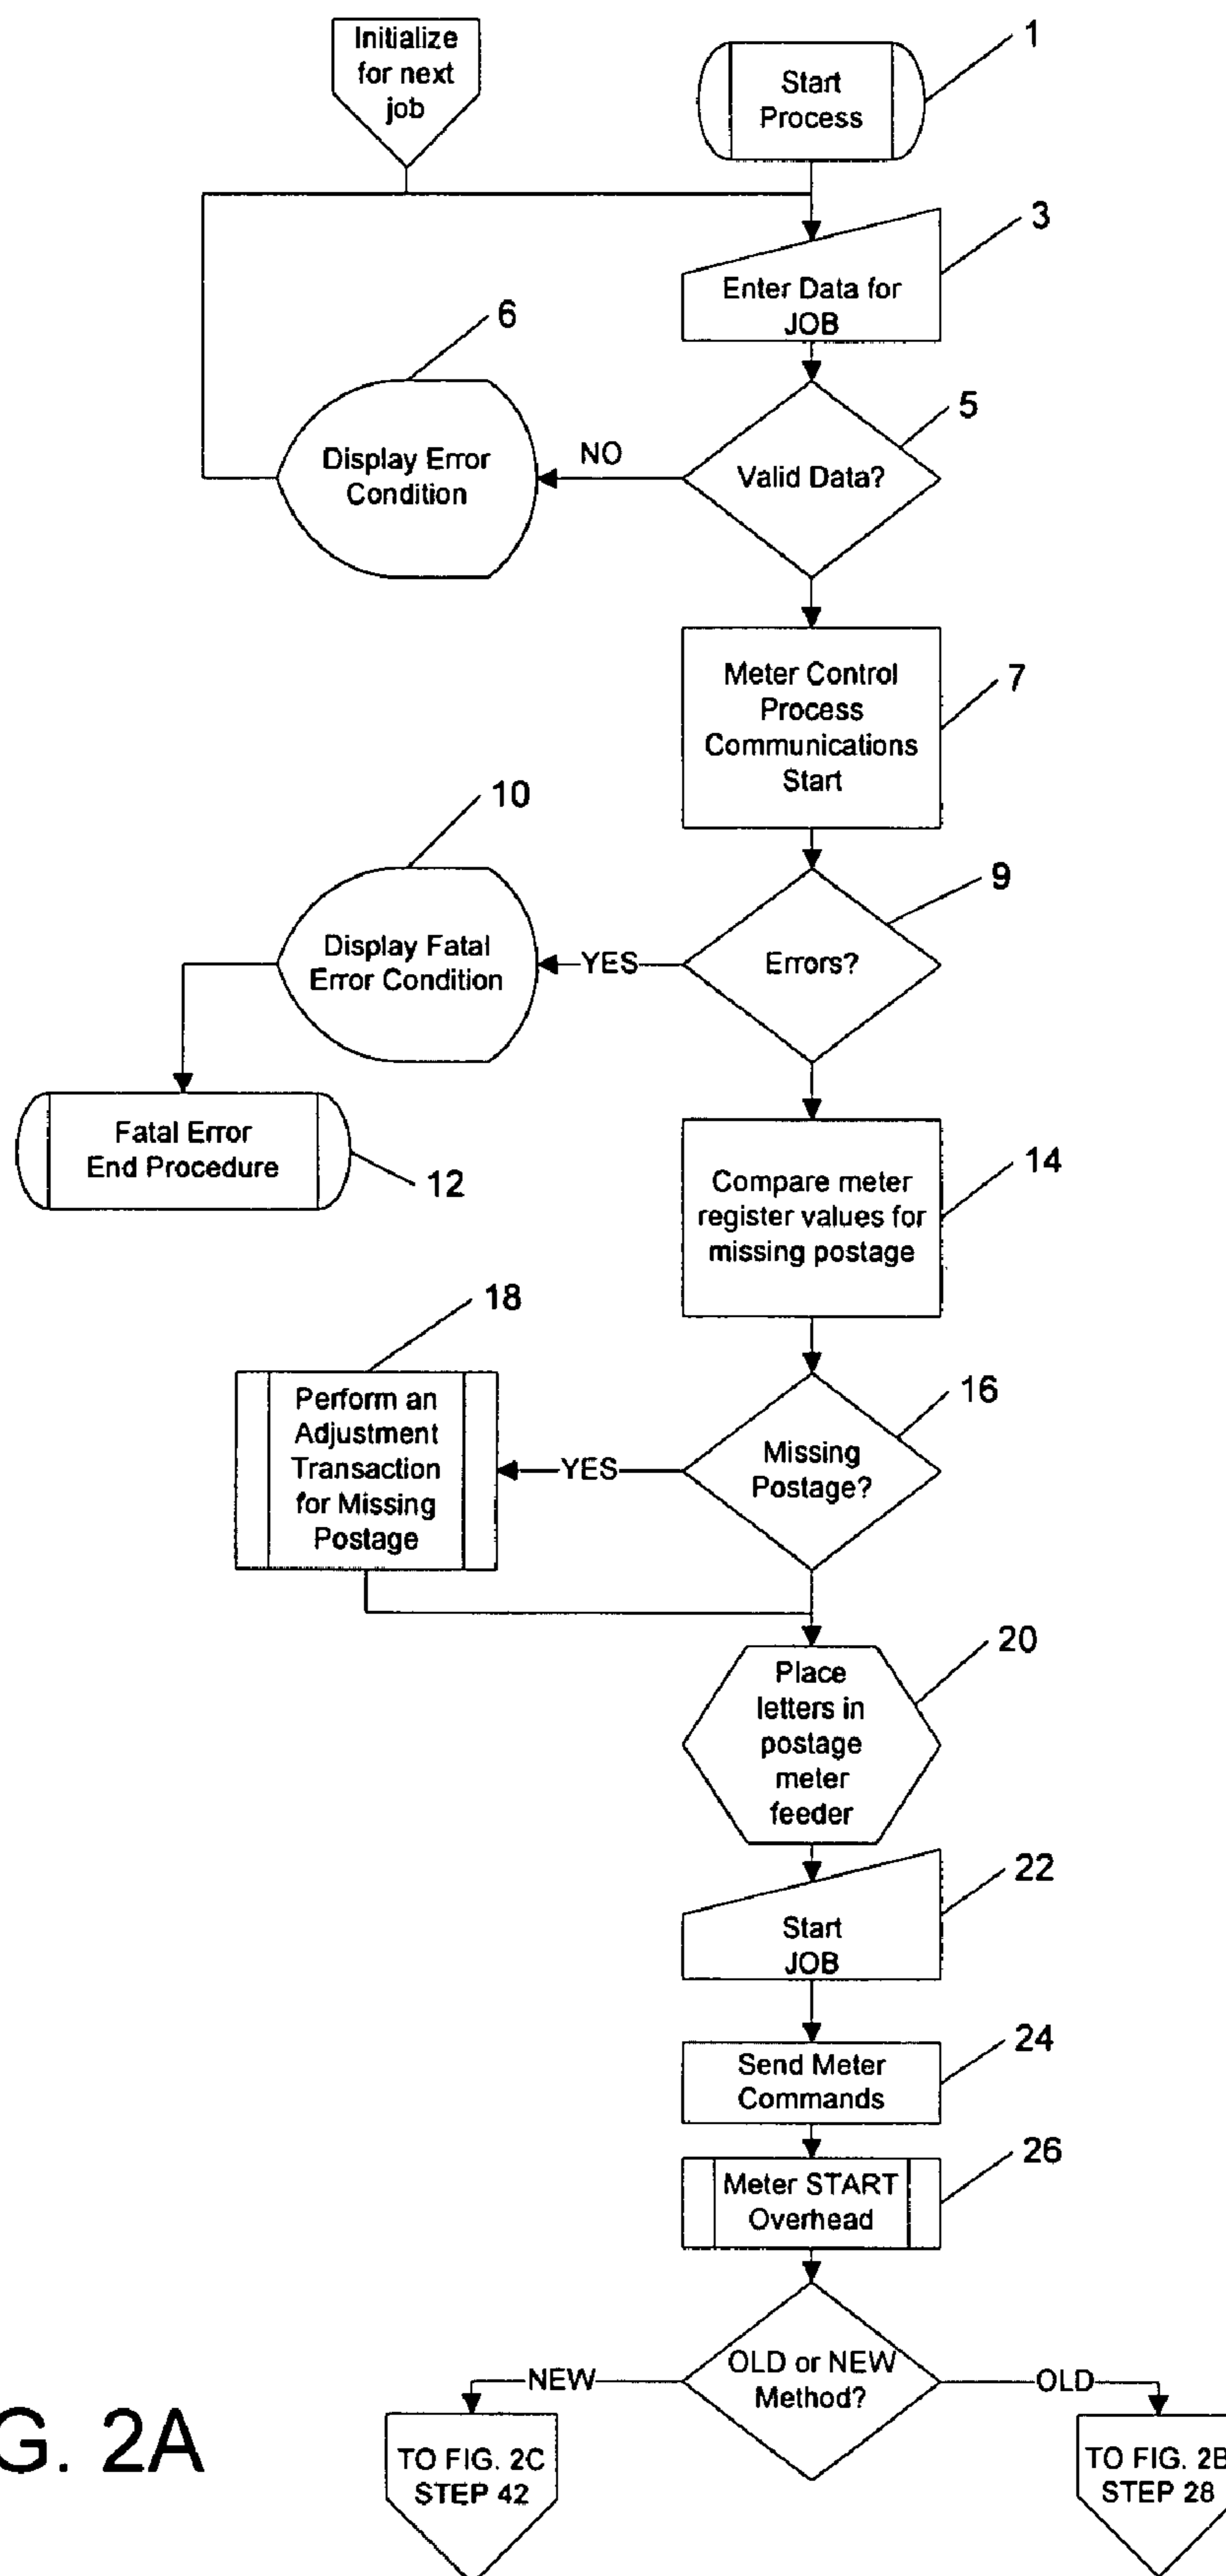 Initialize
for next
job
1
Start
Process
3
Enter Data for
JOB
6
5
Display Error
Condition
NO
Valid Data?
7
Meter Control
Process
Communications
Start
10
9
Display Fatal
Error Condition
YES
Errors?
Fatal Error
End Procedure
12
14
Compare meter
register values for
missing postage
18
Perform an
Adjustment
Transaction
for Missing
Postage
16
YES
Missing
Postage?
20
Place
letters in
postage
meter
feeder
22
Start
JOB
24
Send Meter
Commands
26
Meter START
Overhead
OLD or NEW
Method?
NEW
OLD
G. 2A
TO FIG. 2C
STEP 42
TO FIG. 2B
STEP 28